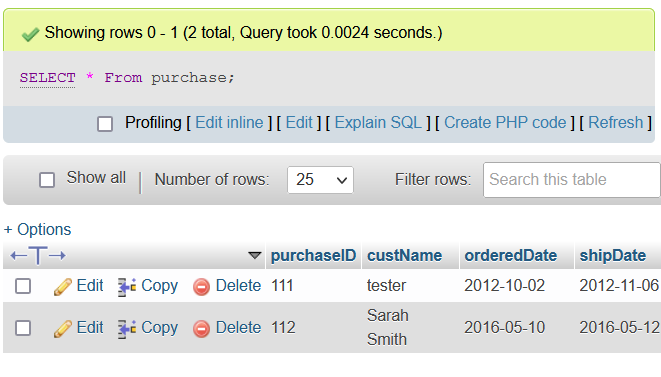 Showing rows 0 - 1 (2 total, Query took 0.0024 seconds.)
SELECT * From purchase;
Profiling [ Edit inline ] [ Edit ] [ Explain SQL ] [ Create PHP code ] [ Refresh ]
Show all | Number of rows: 25 Filter rows: Search this table
+ Options
←T→ purchaseID custName orderedDate shipDate
Edit Copy Delete 111 tester 2012-10-02 2012-11-06
Edit Copy Delete 112 Sarah Smith 2016-05-10 2016-05-12